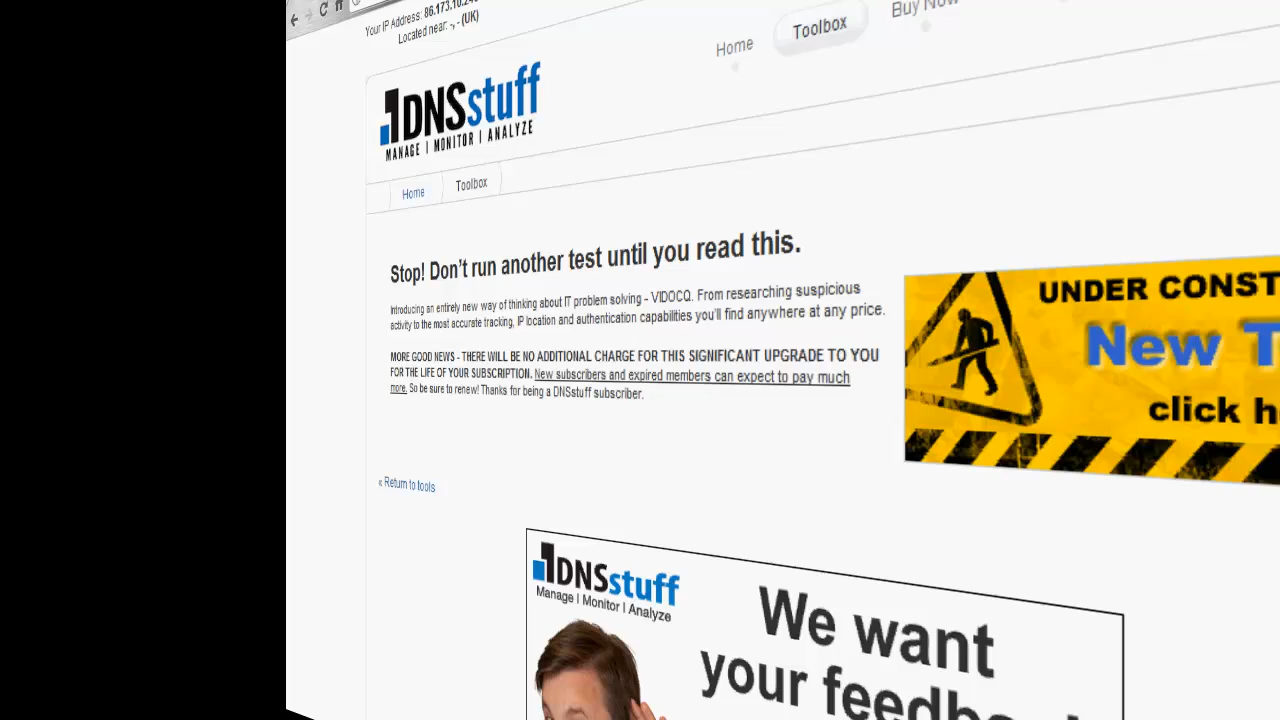 Your IP Address: 86.173.10.2
Located near: -, - (UK)
Home
Toolbox
Buy Now
DNSstuff
MANAGE | MONITOR | ANALYZE
Home
Toolbox
Stop! Don't run another test until you read this.
Introducing an entirely new way of thinking about IT problem solving - VIDOCQ. From researching suspicious
activity to the most accurate tracking, IP location and authentication capabilities you'll find anywhere at any price.
MORE GOOD NEWS - THERE WILL BE NO ADDITIONAL CHARGE FOR THIS SIGNIFICANT UPGRADE TO YOU
FOR THE LIFE OF YOUR SUBSCRIPTION. New subscribers and expired members can expect to pay much
more. So be sure to renew! Thanks for being a DNSstuff subscriber.
UNDER CONST
New T
click h
« Return to tools
DNSstuff
Manage | Monitor | Analyze
We want
your feedba